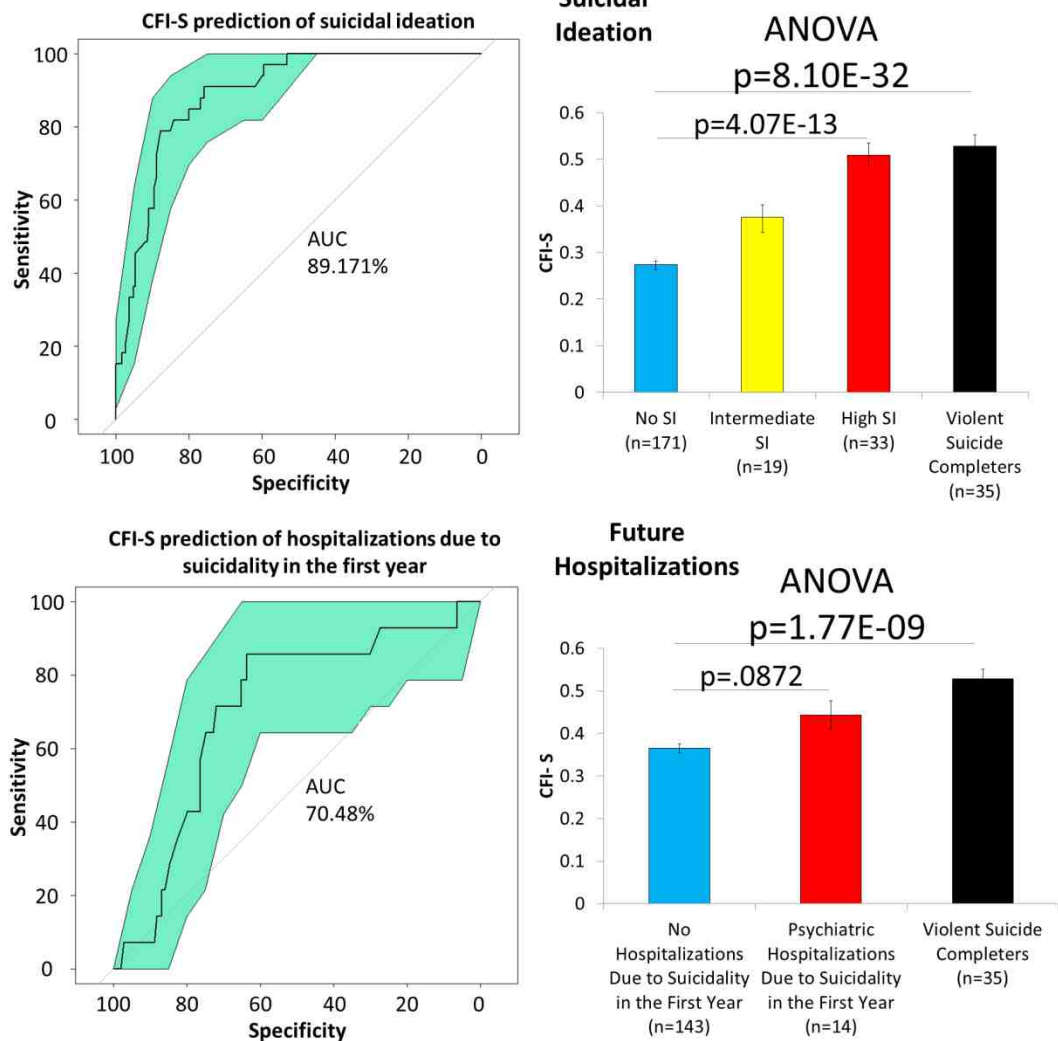 CFI-S prediction of suicidal ideation
Sensitivity
100
80
60
40
20
0
AUC
89.171%
100 80 60 40 20 0
Specificity
Suicidal
Ideation
ANOVA
p=8.10E-32
p=4.07E-13
CFI-S
0.6
0.5
0.4
0.3
0.2
0.1
0
No SI
(n=171)
Intermediate
SI
(n=19)
High SI
(n=33)
Violent
Suicide
Completers
(n=35)
CFI-S prediction of hospitalizations due to
suicidality in the first year
Sensitivity
100
80
60
40
20
0
AUC
70.48%
100 80 60 40 20 0
Specificity
Future
Hospitalizations
ANOVA
p=1.77E-09
p=.0872
CFI- S
0.6
0.5
0.4
0.3
0.2
0.1
0
No
Hospitalizations
Due to Suicidality
in the First Year
(n=143)
Psychiatric
Hospitalizations
Due to Suicidality
in the First Year
(n=14)
Violent Suicide
Completers
(n=35)